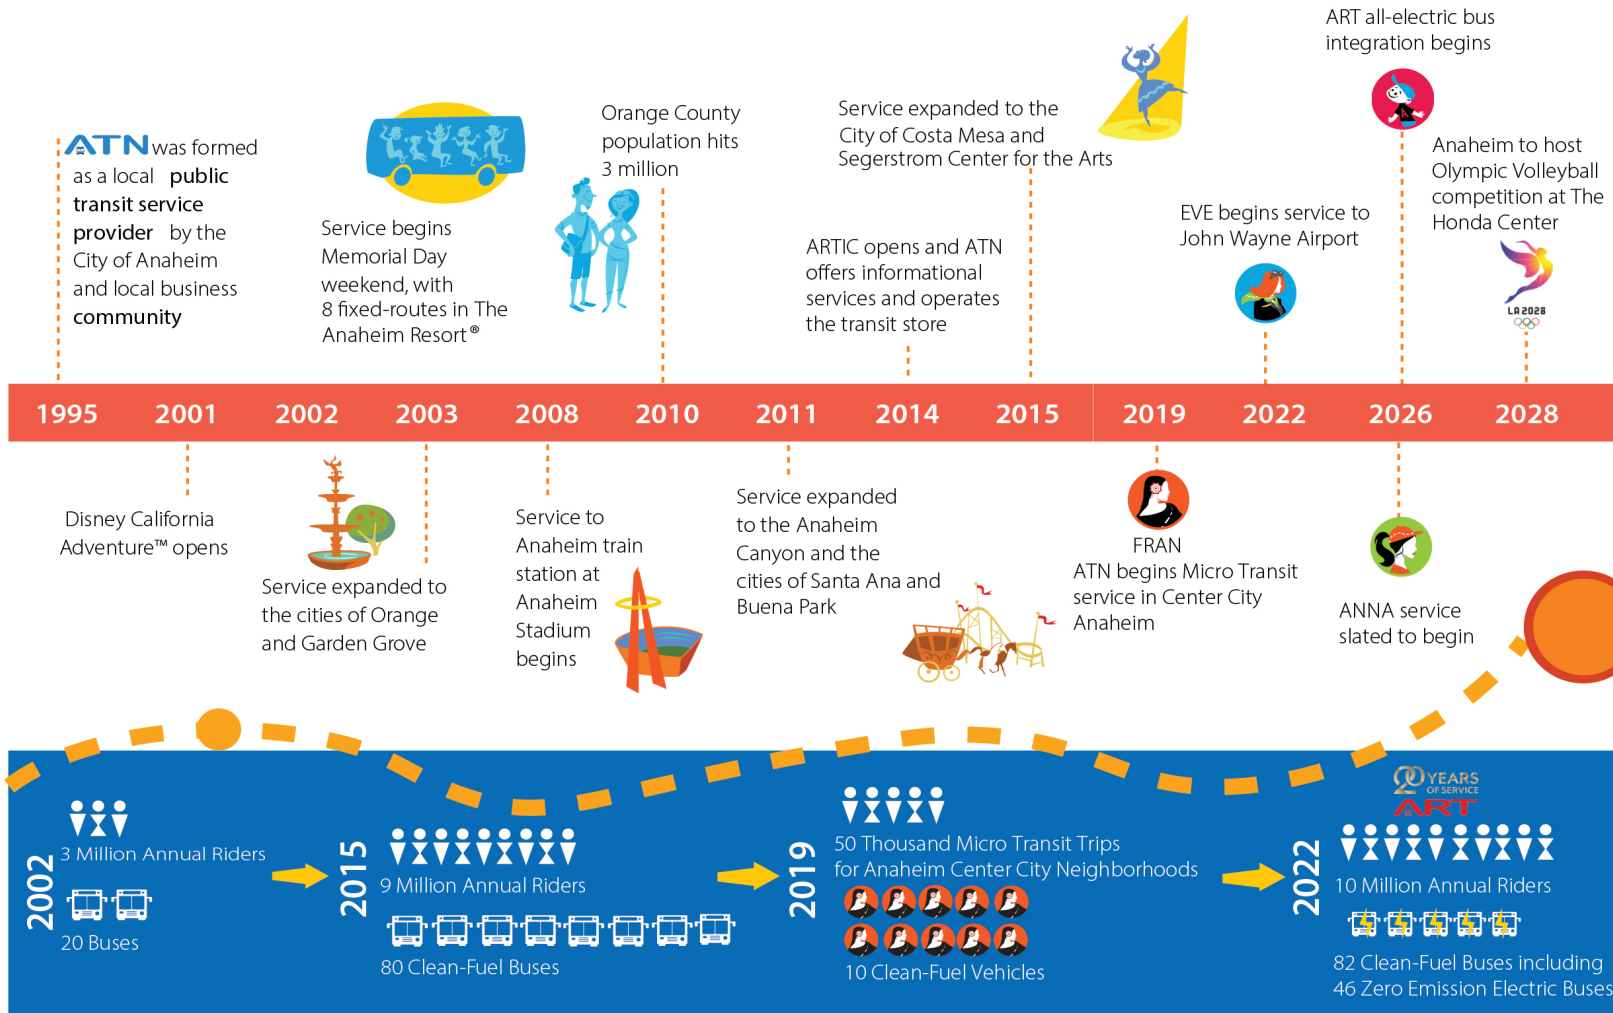 ATN was formed
as a local public
transit service
provider by the
City of Anaheim
and local business
community
Service begins
Memorial Day
weekend, with
8 fixed-routes in The
Anaheim Resort®
Orange County
population hits
3 million
Service expanded to the
City of Costa Mesa and
Segerstrom Center for the Arts
ARTIC opens and ATN
offers informational
services and operates
the transit store
EVE begins service to
John Wayne Airport
ART all-electric bus
integration begins
Anaheim to host
Olympic Volleyball
competition at The
Honda Center
LA2028
1995 2001 2002 2003 2008 2010 2011 2014 2015 2019 2022 2026 2028
Disney California
Adventure™ opens
Service expanded to
the cities of Orange
and Garden Grove
Service to
Anaheim train
station at
Anaheim
Stadium
begins
Service expanded
to the Anaheim
Canyon and the
cities of Santa Ana and
Buena Park
FRAN
ATN begins Micro Transit
service in Center City
Anaheim
ANNA service
slated to begin
2002
3 Million Annual Riders
20 Buses
2015
9 Million Annual Riders
80 Clean-Fuel Buses
2019
50 Thousand Micro Transit Trips
for Anaheim Center City Neighborhoods
10 Clean-Fuel Vehicles
2022
20 YEARS
OF SERVICE
ART
10 Million Annual Riders
82 Clean-Fuel Buses including
46 Zero Emission Electric Buses